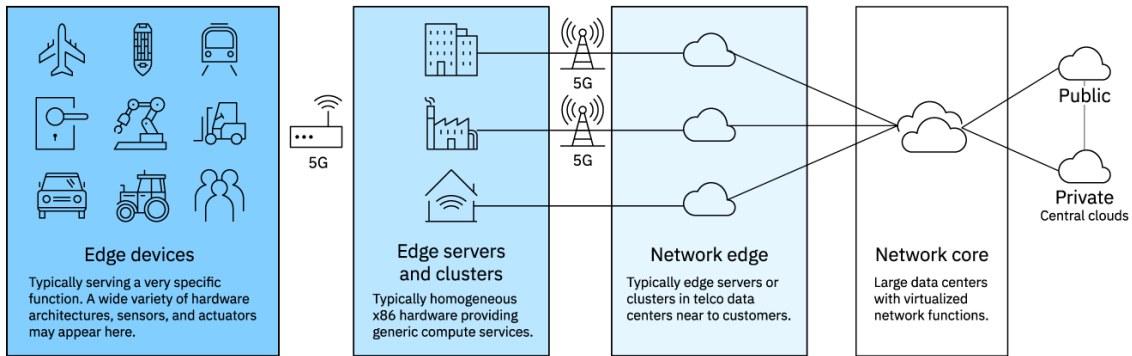 Edge devices
Typically serving a very specific
function. A wide variety of hardware
architectures, sensors, and actuators
may appear here.
5G
Edge servers
and clusters
Typically homogeneous
x86 hardware providing
generic compute services.
5G
5G
Network edge
Typically edge servers or
clusters in telco data
centers near to customers.
Network core
Large data centers
with virtualized
network functions.
Public
Private
Central clouds